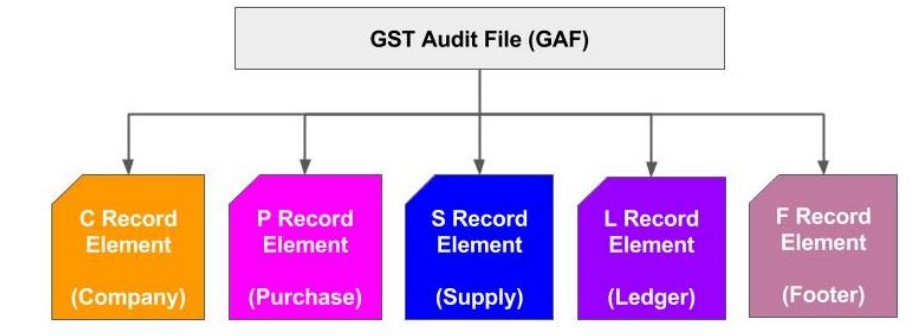 GST Audit File (GAF)
C Record
Element
(Company)
P Record
Element
(Purchase)
S Record
Element
(Supply)
L Record
Element
(Ledger)
F Record
Element
(Footer)